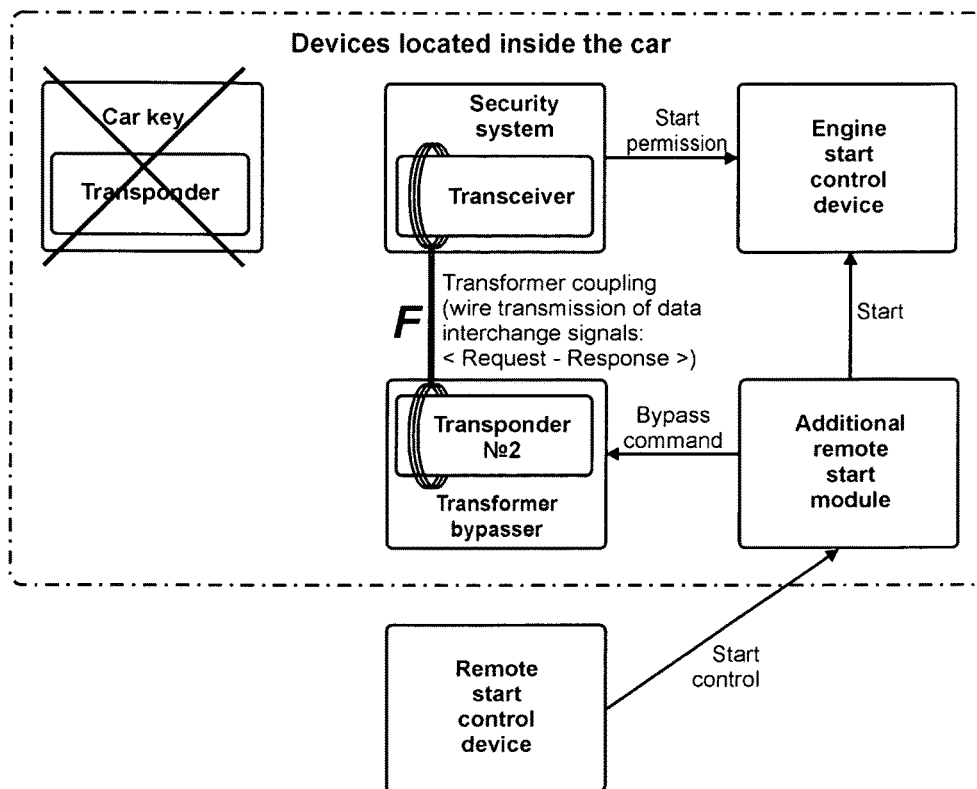 Devices located inside the car
Car key
Transponder
Security
system
Transceiver
Start
permission
Engine
start
control
device
F
Transformer coupling
(wire transmission of data
interchange signals:
< Request - Response >)
Start
Transponder
№2
Transformer
bypasser
Bypass
command
Additional
remote
start
module
Remote
start
control
device
Start
control